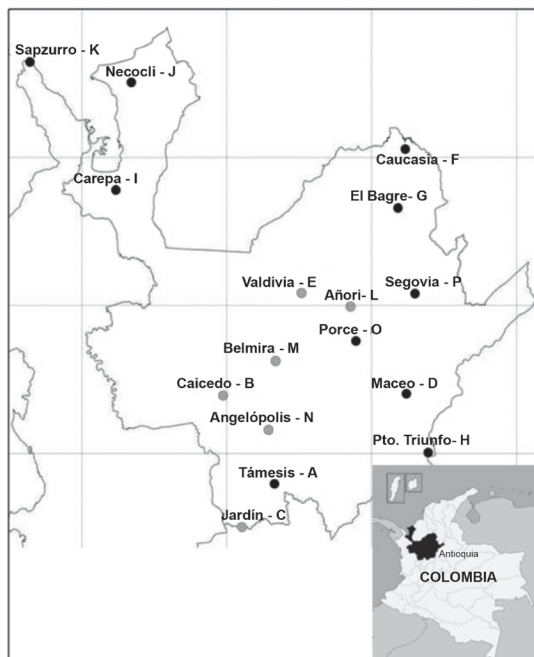 Sapzurro - K
Necocli - J
Caucasia - F
Carepa - I
El Bagre- G
Valdivia - E
Segovia - P
Añori- L
Porce - O
Belmira - M
Caicedo - B
Maceo - D
Angelópolis - N
Pto. Triunfo- H
Támesis - A
Jardín - C
Antioquia
COLOMBIA